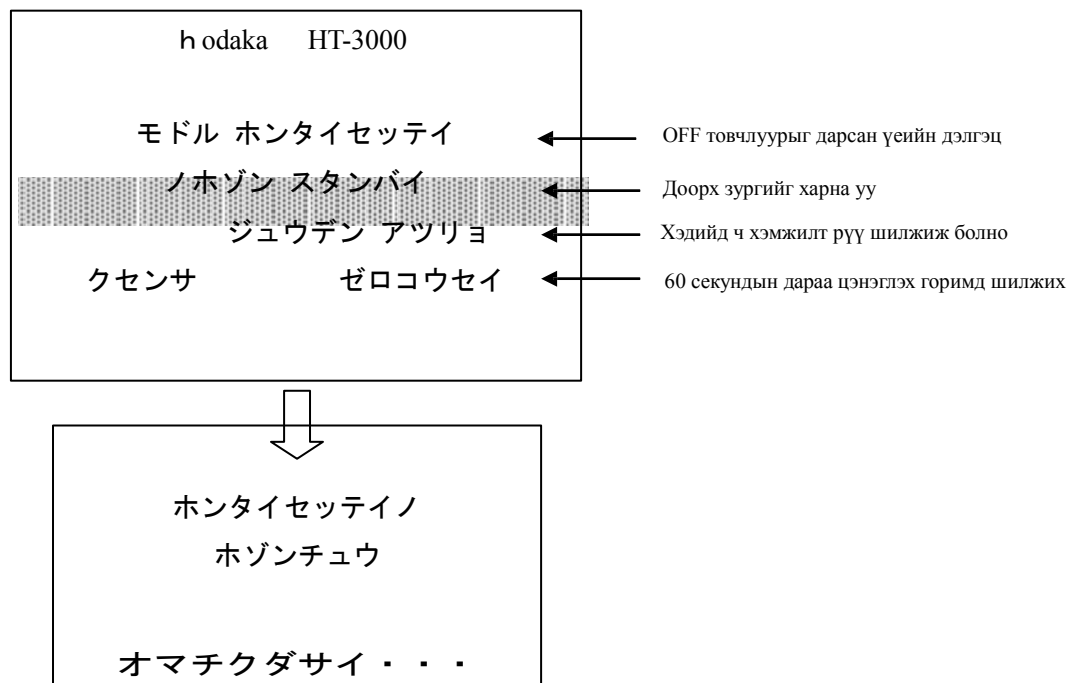 hodaka HT-3000
モドル ホンタイセッテイ
OFF товчлуурыг дарсан үеийн дэлгэц
ノホゾン スタンバイ
Доорх зургийг харна уу
ジュウデン アツリョ
Хэдийд ч хэмжилт рүү шилжиж болно
クセンサ ゼロコウセイ
60 секундын дараа цэнэглэх горимд шилжих
ホンタイセッテイノ
ホゾンチュウ
オマチクダサイ・・・